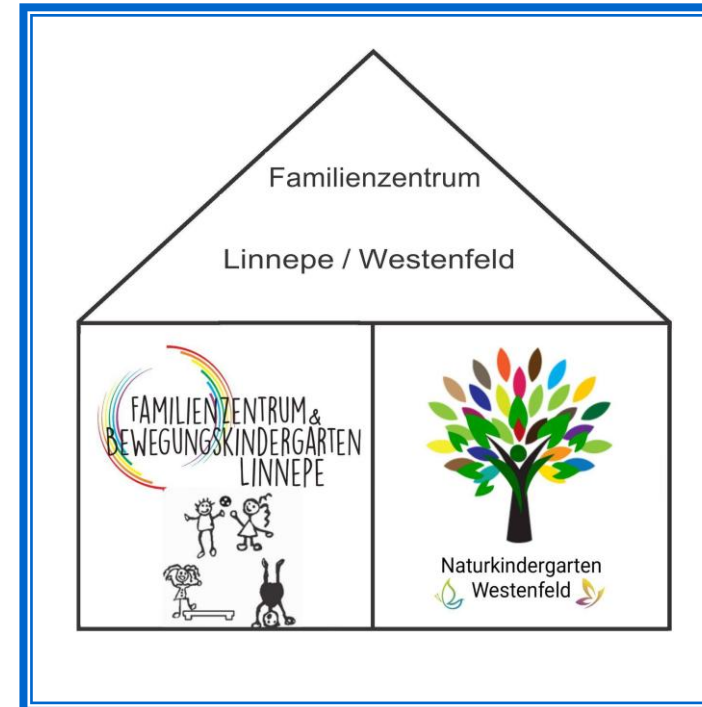 Familienzentrum
Linnepe / Westenfeld
FAMILIENZENTRUM &
BEWEGUNGSKINDERGARTEN
LINNEPE
Naturkindergarten
Westenfeld